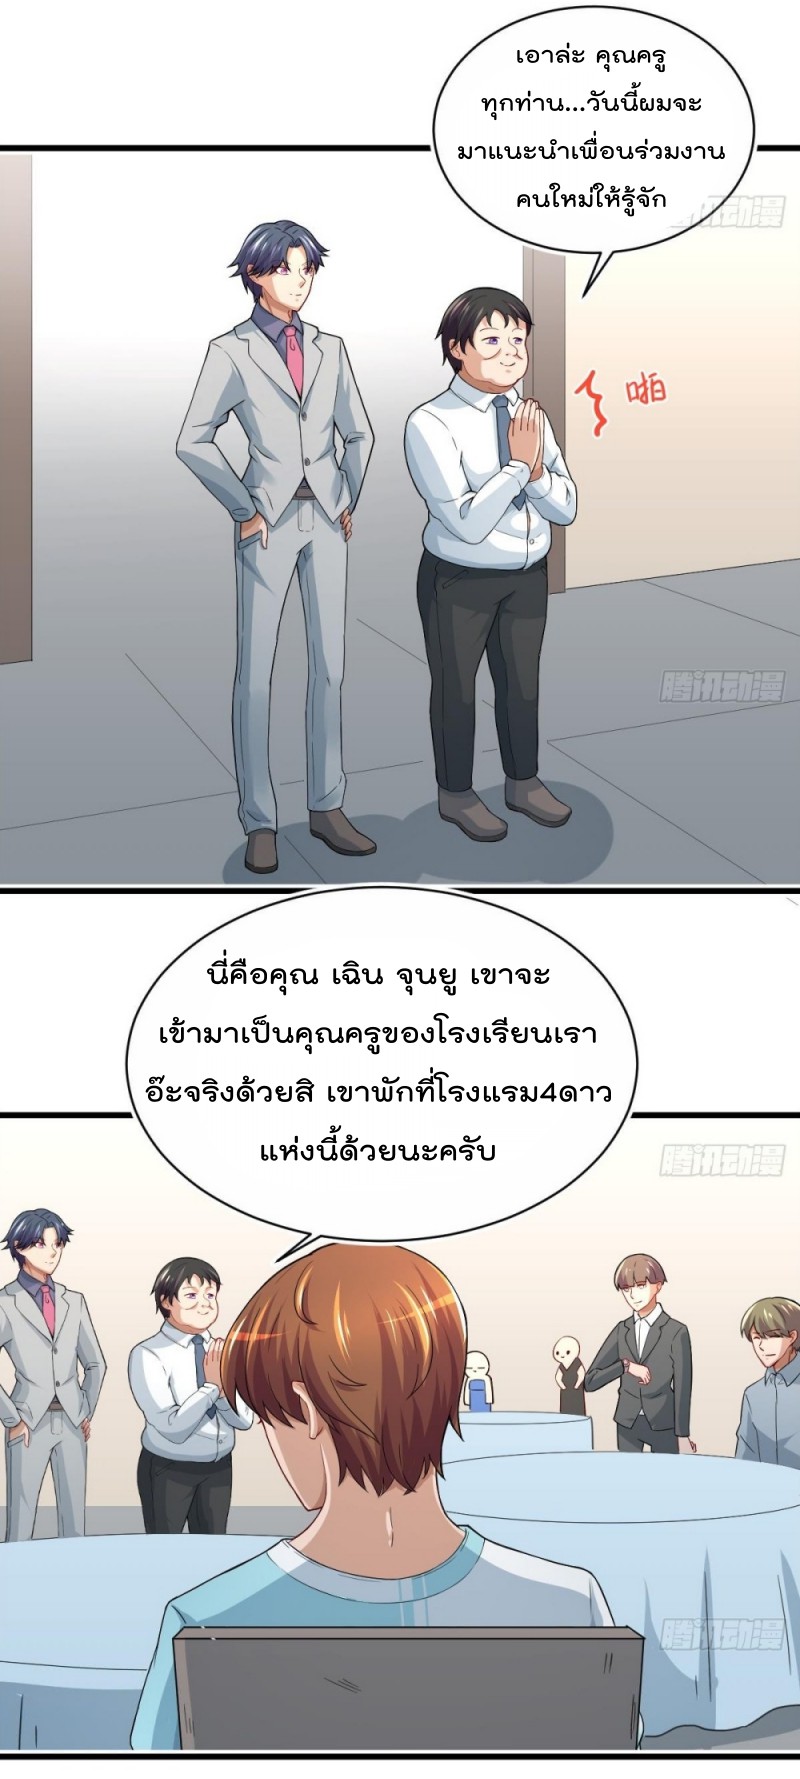 เอาล่ะ คุณครู
ทุกท่าน...วันนี้ผมจะ
มาแนะนำเพื่อนร่วมงาน
คนใหม่ให้รู้จัก
啪
腾讯动漫
นี่คือคุณ เฉิน จุนยู เขาจะ
เข้ามาเป็นคุณครูของโรงเรียนเรา
อ๊ะจริงด้วยสิ เขาพักที่โรงแรม4ดาว
แห่งนี้ด้วยนะครับ
腾讯动漫
腾讯动漫